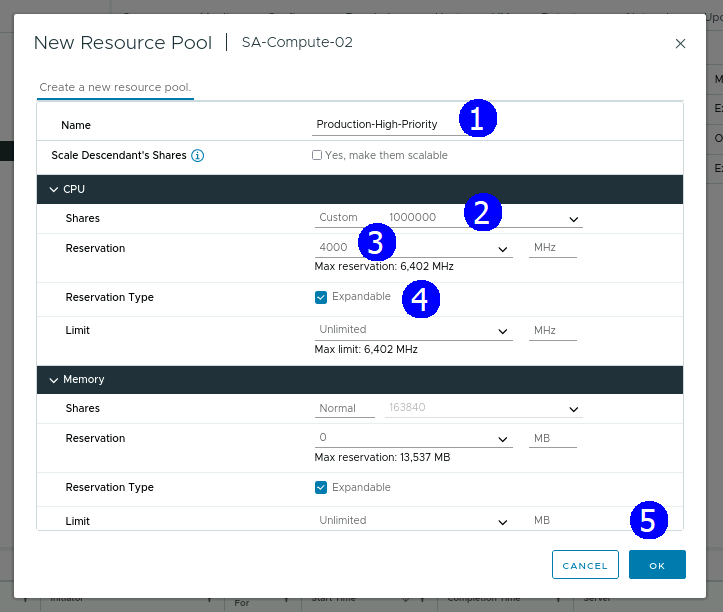 New Resource Pool | SA-Compute-02
Create a new resource pool.
Name Production-High-Priority 1
Scale Descendant's Shares Yes, make them scalable
CPU
Shares Custom 1000000 2
Reservation 4000 3 MHz
Max reservation: 6,402 MHz
Reservation Type Expandable 4
Limit Unlimited MHz
Max limit: 6,402 MHz
Memory
Shares Normal 163840
Reservation 0 MB
Max reservation: 13,537 MB
Reservation Type Expandable
Limit Unlimited MB
5
CANCEL OK
For